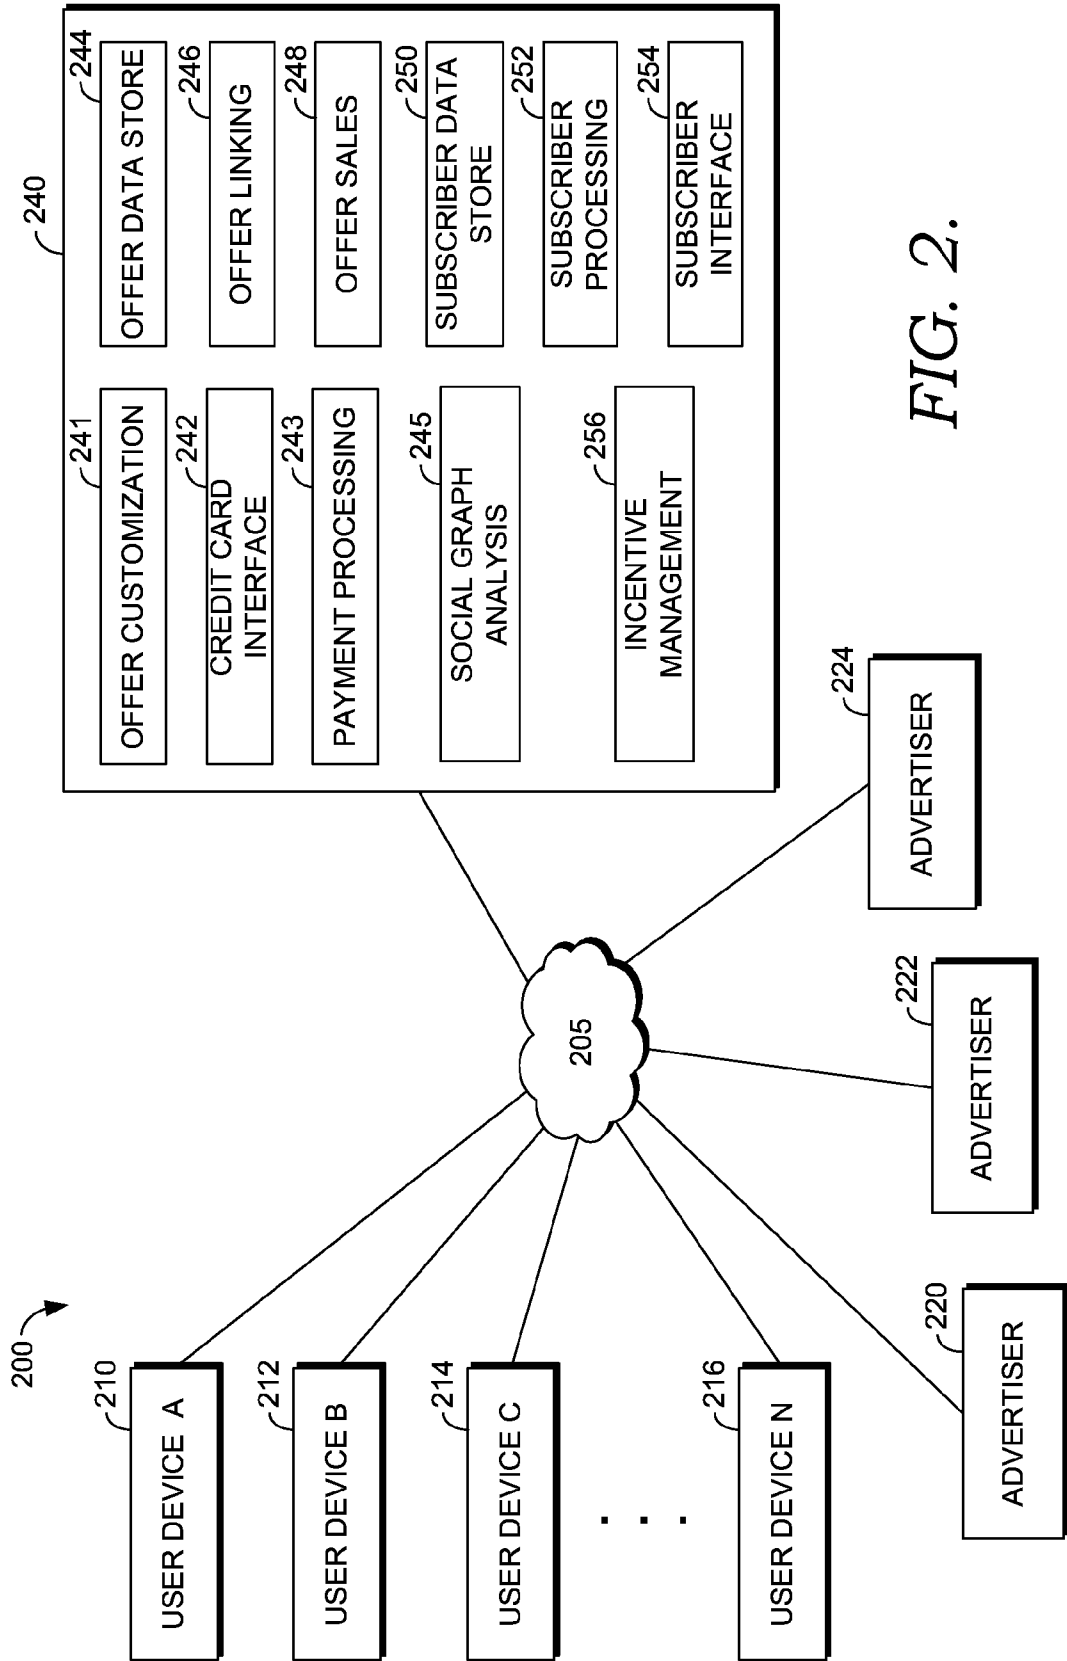 200
210
USER DEVICE A
212
USER DEVICE B
214
USER DEVICE C
. . .
216
USER DEVICE N
205
220
ADVERTISER
222
ADVERTISER
224
ADVERTISER
240
241
OFFER CUSTOMIZATION
242
CREDIT CARD
INTERFACE
243
PAYMENT PROCESSING
245
SOCIAL GRAPH
ANALYSIS
256
INCENTIVE
MANAGEMENT
244
OFFER DATA STORE
246
OFFER LINKING
248
OFFER SALES
250
SUBSCRIBER DATA
STORE
252
SUBSCRIBER
PROCESSING
254
SUBSCRIBER
INTERFACE
FIG. 2.